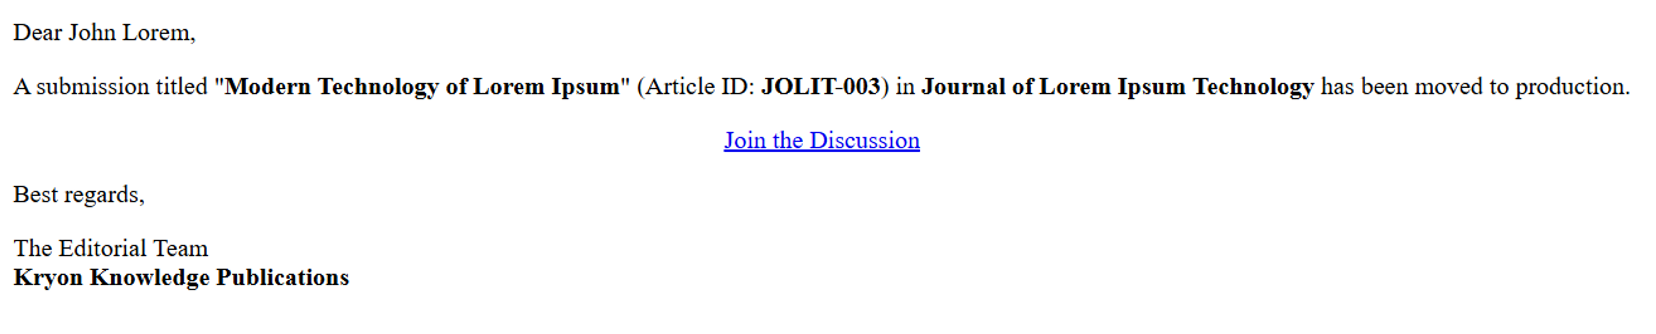 Dear John Lorem,
A submission titled "Modern Technology of Lorem Ipsum" (Article ID: JOLIT-003) in Journal of Lorem Ipsum Technology has been moved to production.
Join the Discussion
Best regards,
The Editorial Team
Kryon Knowledge Publications